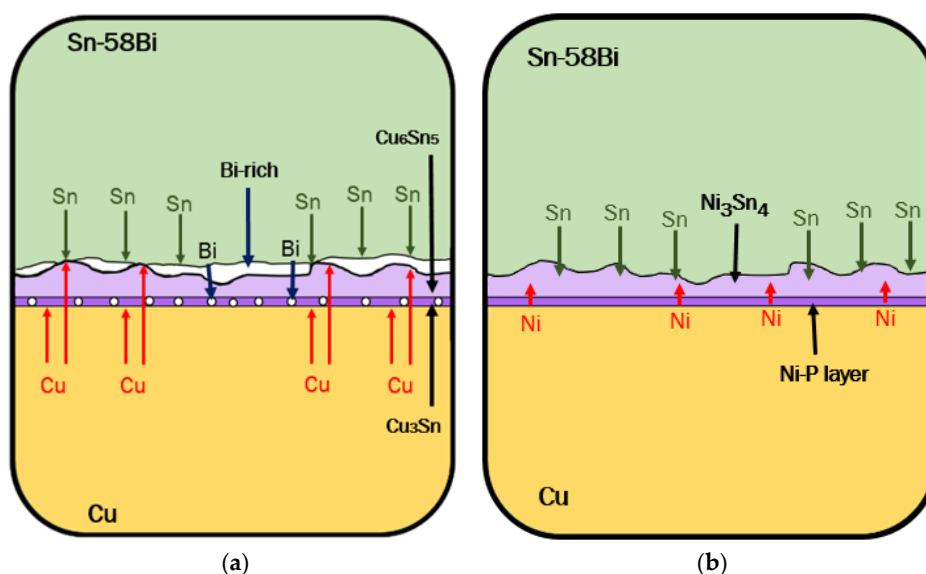 Sn-58Bi
Cu₆Sn₅
Bi-rich
Sn Sn Sn Sn Sn Sn
Bi Bi
Cu Cu Cu Cu
Cu₃Sn
Cu
(a)
Sn-58Bi
Ni₃Sn₄
Sn Sn Sn Sn Sn Sn
Ni Ni Ni Ni
Ni-P layer
Cu
(b)